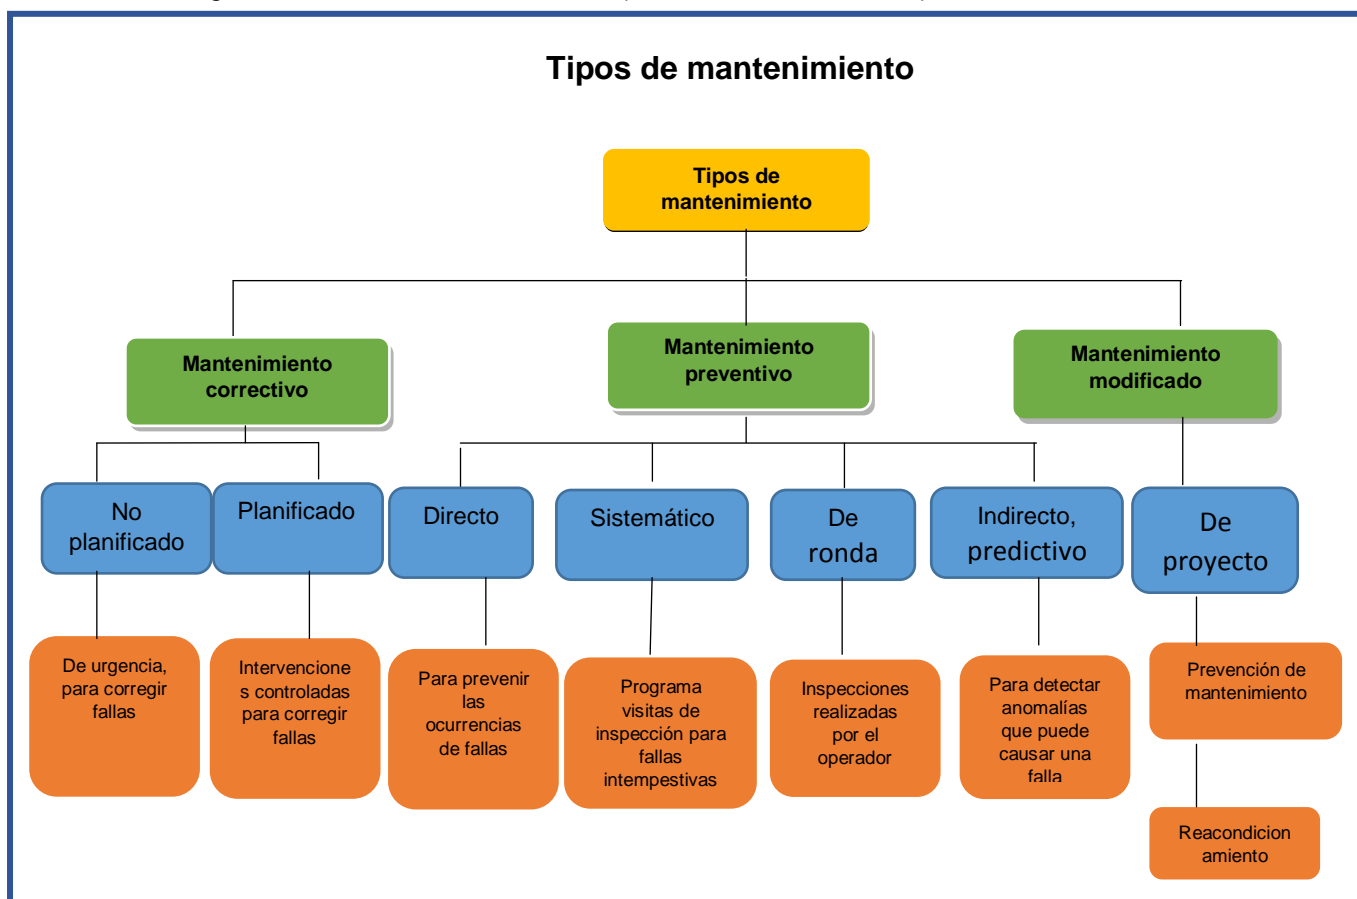 Tipos de mantenimiento
Tipos de
mantenimiento
Mantenimiento
correctivo
Mantenimiento
preventivo
Mantenimiento
modificado
No
planificado
Planificado
Directo
Sistemático
De
ronda
Indirecto,
predictivo
De
proyecto
De urgencia,
para corregir
fallas
Intervencione
s controladas
para corregir
fallas
Para prevenir
las
ocurrencias
de fallas
Programa
visitas de
inspección para
fallas
intempestivas
Inspecciones
realizadas
por el
operador
Para detectar
anomalías
que puede
causar una
falla
Prevención de
mantenimiento
Reacondicion
amiento